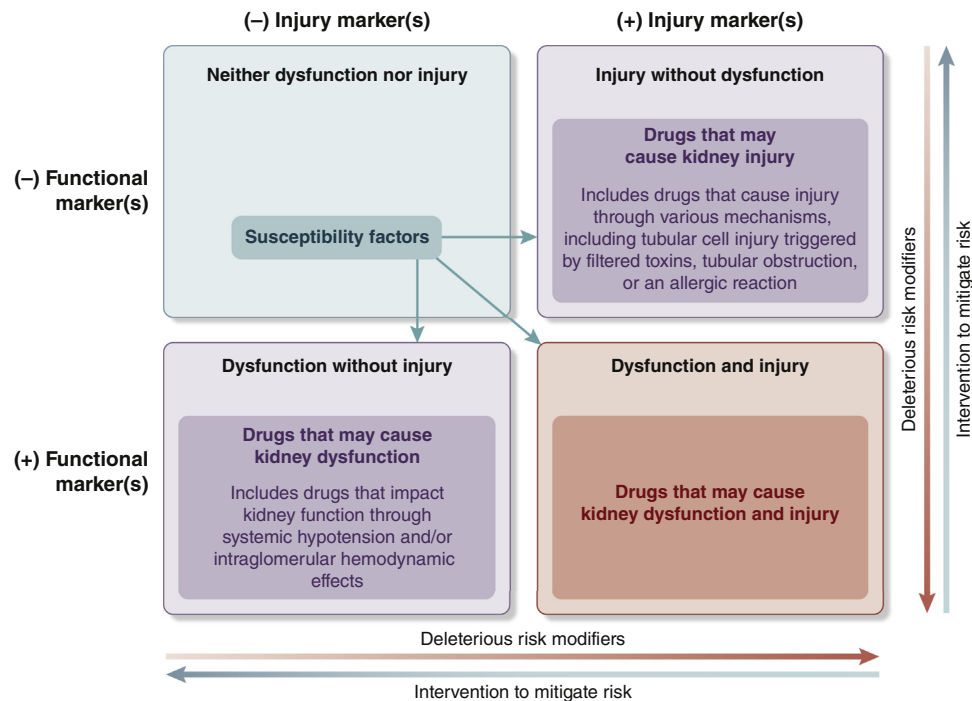 (–) Injury marker(s)
(+) Injury marker(s)
Neither dysfunction nor injury
Injury without dysfunction
(–) Functional
marker(s)
Susceptibility factors
Drugs that may
cause kidney injury
Includes drugs that cause injury
through various mechanisms,
including tubular cell injury triggered
by filtered toxins, tubular obstruction,
or an allergic reaction
Dysfunction without injury
Dysfunction and injury
(+) Functional
marker(s)
Drugs that may cause
kidney dysfunction
Includes drugs that impact
kidney function through
systemic hypotension and/or
intraglomerular hemodynamic
effects
Drugs that may cause
kidney dysfunction and injury
Deleterious risk modifiers
Intervention to mitigate risk
Deleterious risk modifiers
Intervention to mitigate risk